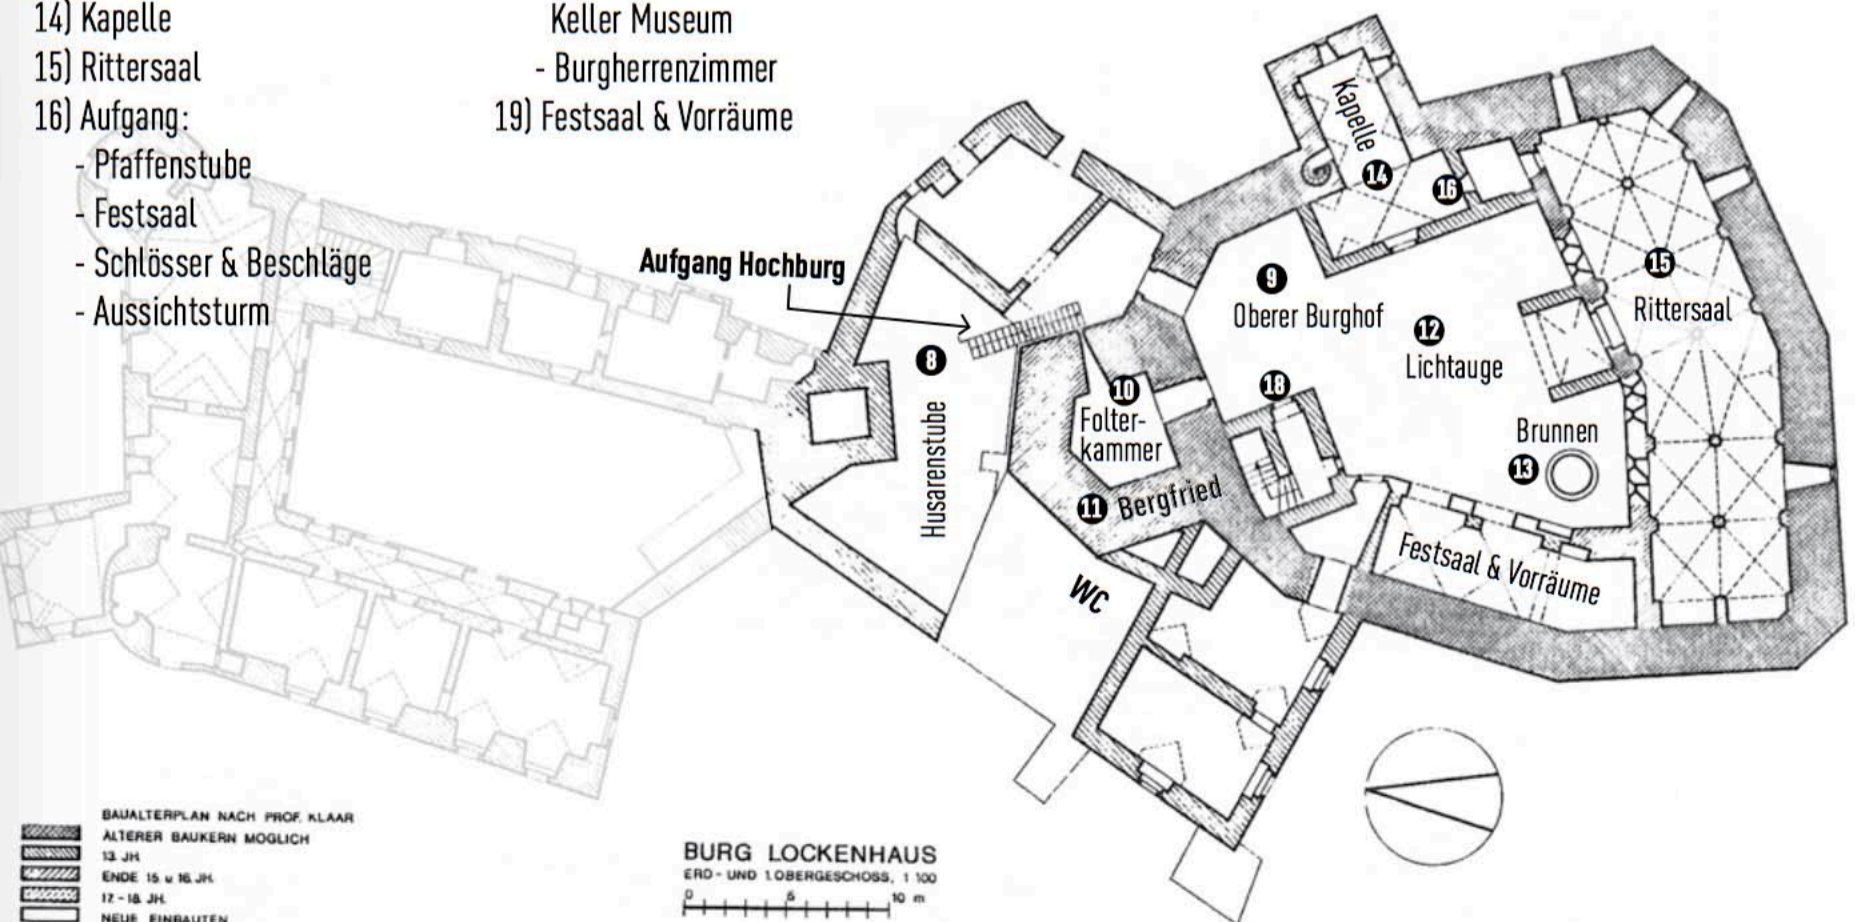 14) Kapelle
15) Rittersaal
16) Aufgang:
- Pfaffenstube
- Festsaal
- Schlösser & Beschläge
- Aussichtsturm
Keller Museum
- Burgherrenzimmer
19) Festsaal & Vorräume
Aufgang Hochburg
8
Husarenstube
Kapelle
14
16
9
Oberer Burghof
12
Lichtauge
15
Rittersaal
10
Folter-
kammer
18
Brunnen
13
11 Bergfried
Festsaal & Vorräume
WC
BAUALTERPLAN NACH PROF. KLAAR
ÄLTERER BAUKERN MÖGLICH
13. JH.
ENDE 15. u 16. JH.
17.-18. JH.
NEUE EINBAUTEN
BURG LOCKENHAUS
ERD- UND 1. OBERGESCHOSS, 1 100
0 5 10 m